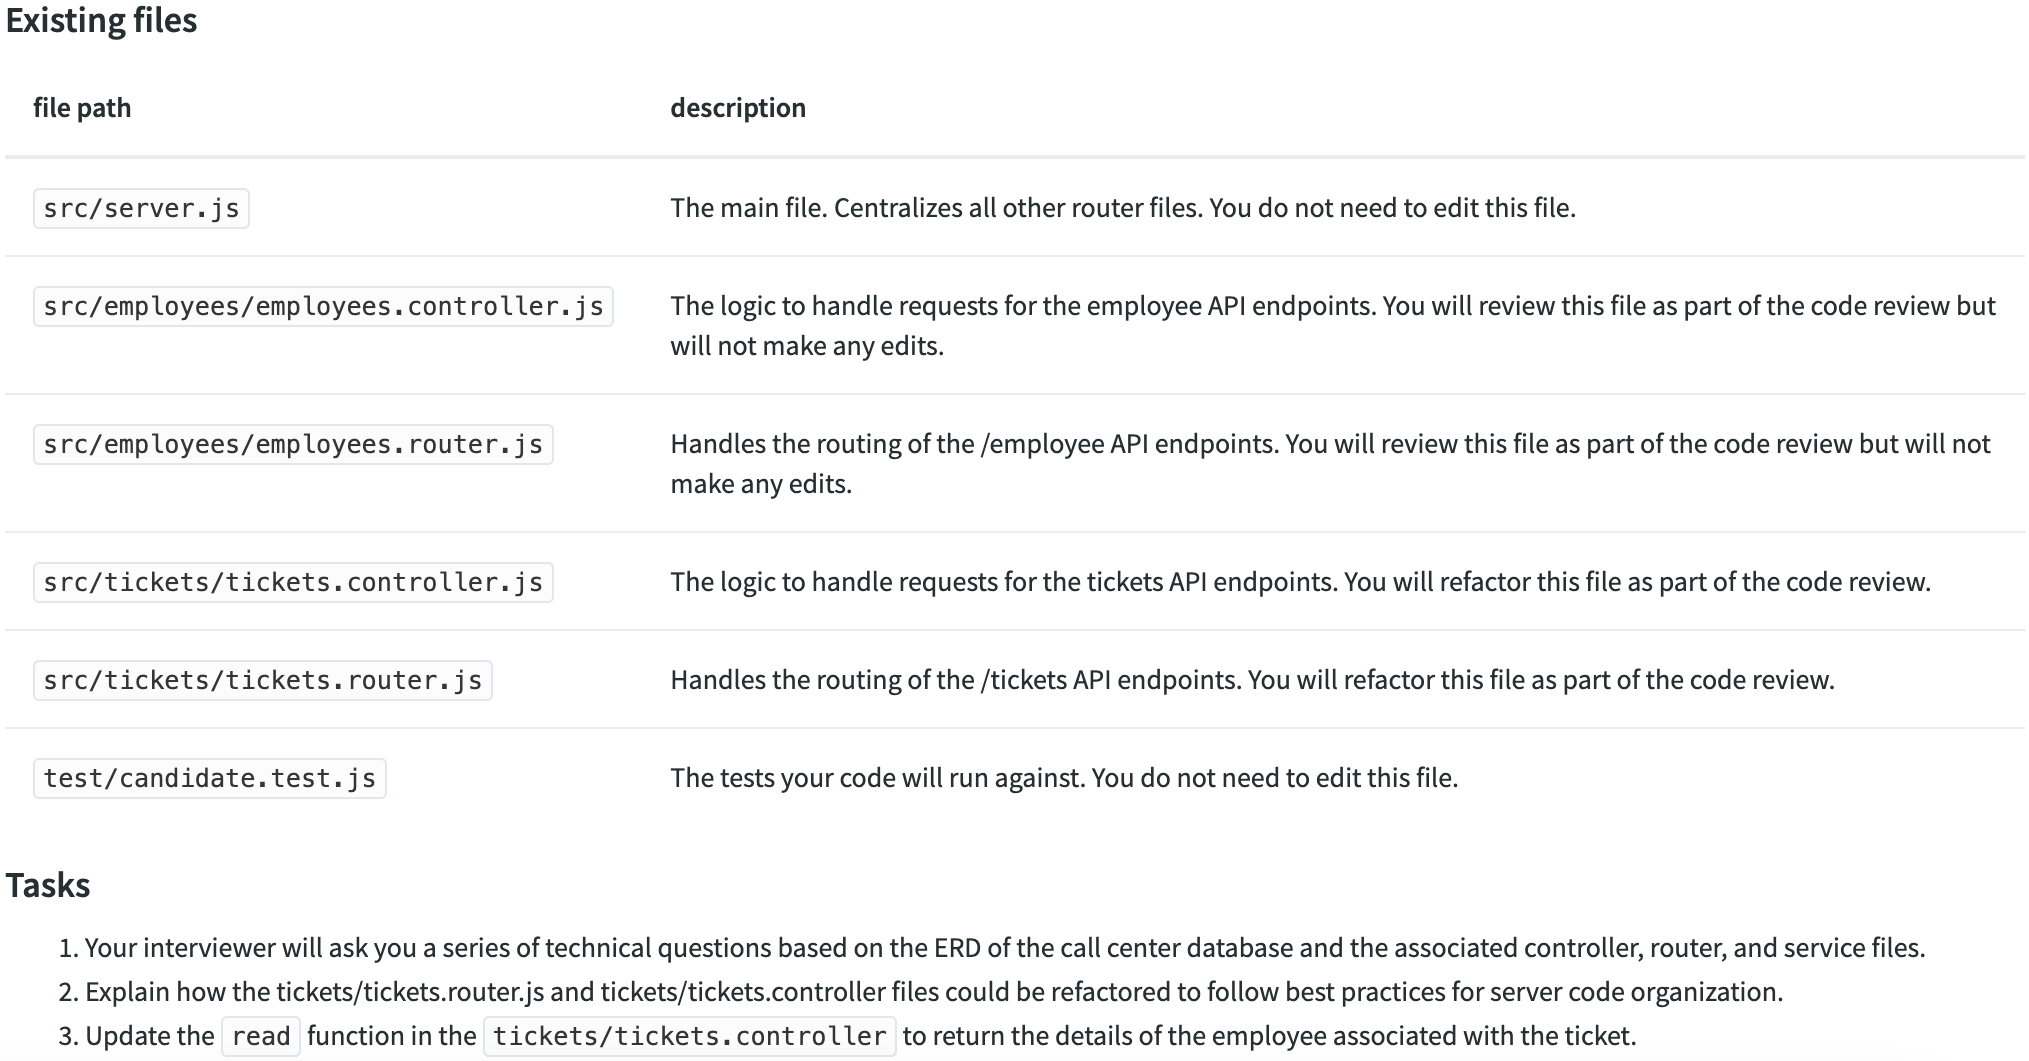 Existing files
file path description
src/server.js The main file. Centralizes all other router files. You do not need to edit this file.
src/employees/employees.controller.js The logic to handle requests for the employee API endpoints. You will review this file as part of the code review but
will not make any edits.
src/employees/employees.router.js Handles the routing of the /employee API endpoints. You will review this file as part of the code review but will not
make any edits.
src/tickets/tickets.controller.js The logic to handle requests for the tickets API endpoints. You will refactor this file as part of the code review.
src/tickets/tickets.router.js Handles the routing of the /tickets API endpoints. You will refactor this file as part of the code review.
test/candidate.test.js The tests your code will run against. You do not need to edit this file.
Tasks
1. Your interviewer will ask you a series of technical questions based on the ERD of the call center database and the associated controller, router, and service files.
2. Explain how the tickets/tickets.router.js and tickets/tickets.controller files could be refactored to follow best practices for server code organization.
3. Update the read function in the tickets/tickets.controller to return the details of the employee associated with the ticket.